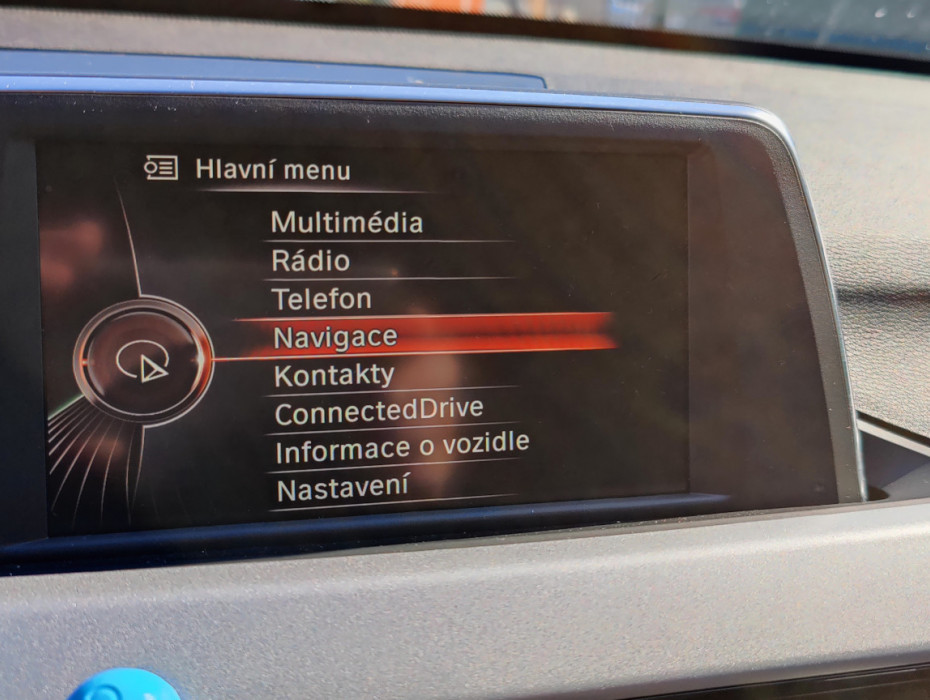 Hlavní menu
Multimédia
Rádio
Telefon
Navigace
Kontakty
ConnectedDrive
Informace o vozidle
Nastavení